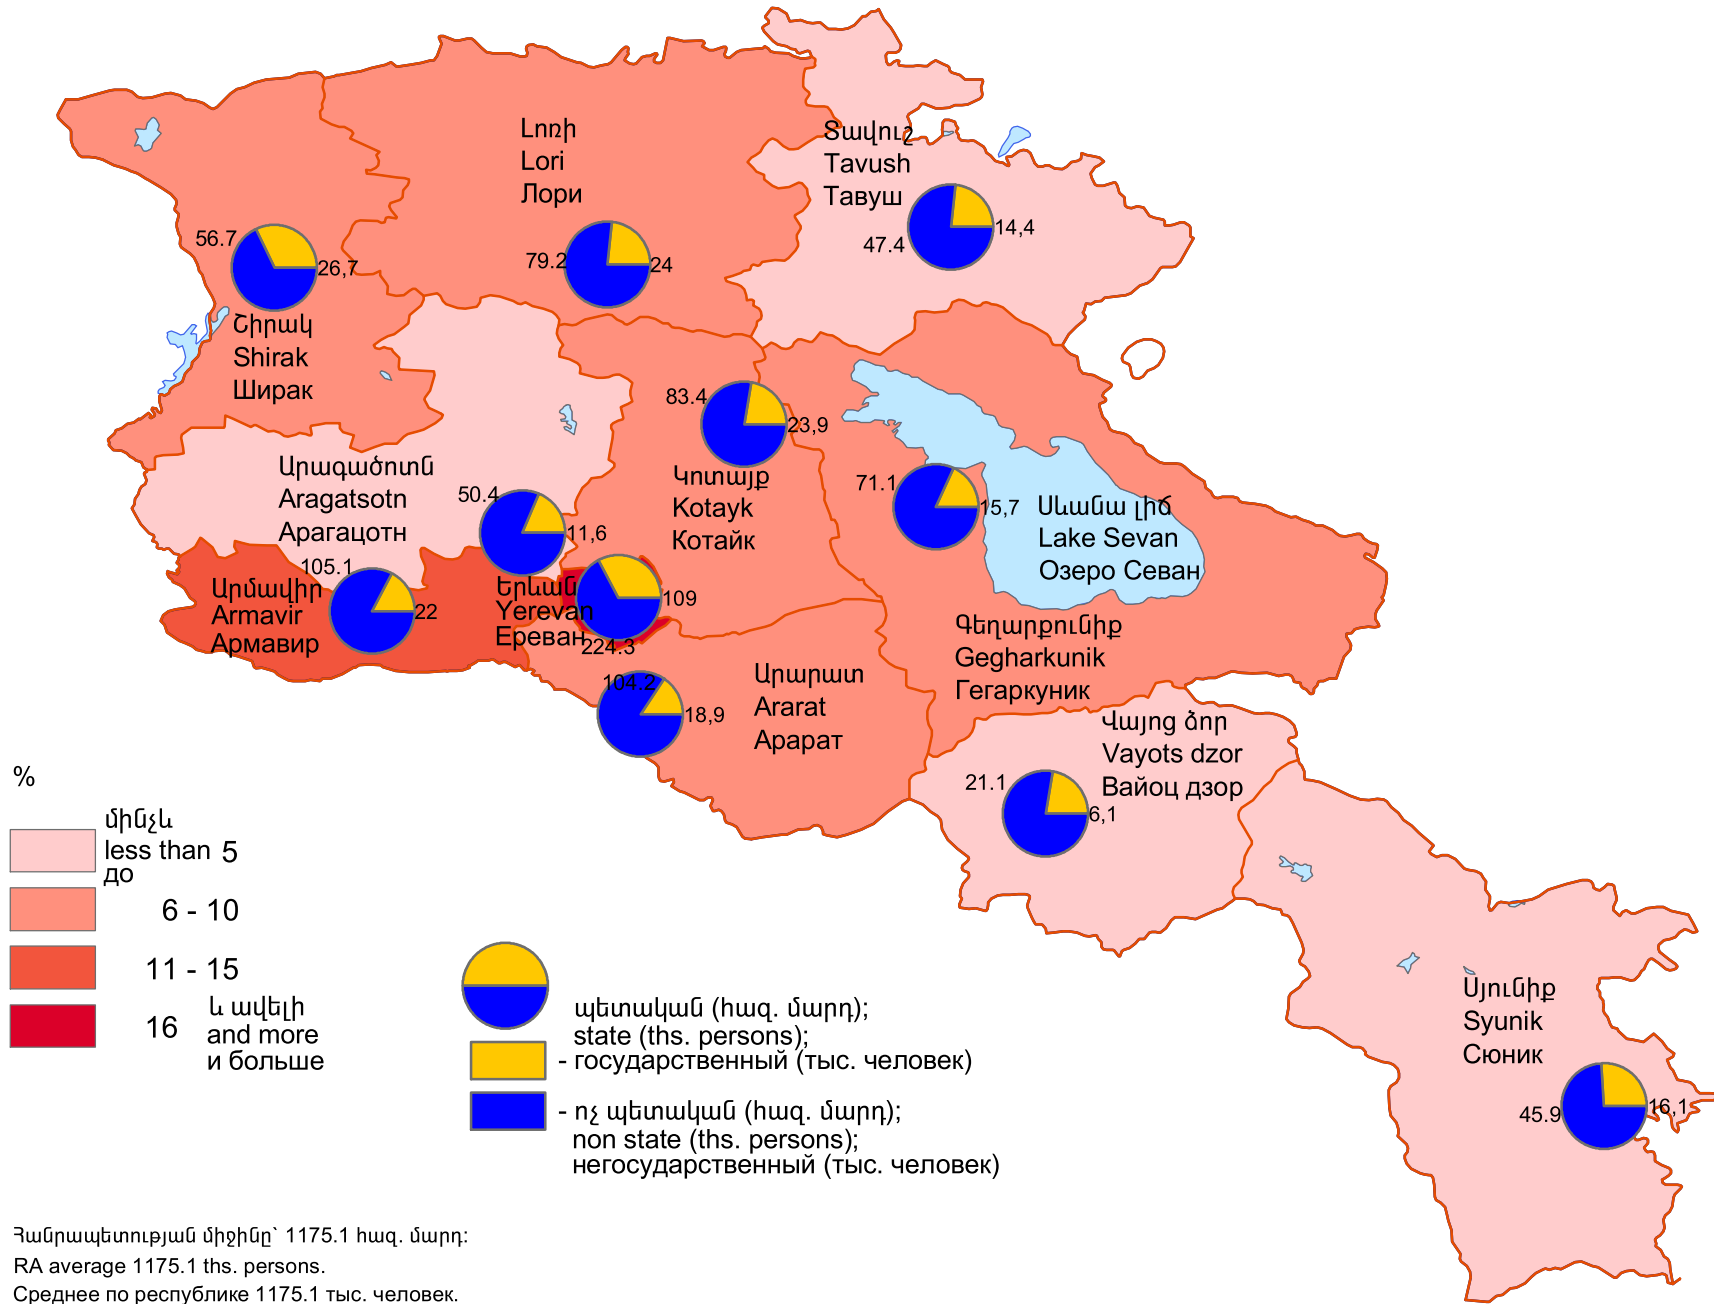 Լոռի
Lori
Лори
79.2
24
Տավուշ
Tavush
Тавуш
47.4
14,4
56.7
26,7
Շիրակ
Shirak
Ширак
83.4
23,9
Կոտայք
Kotayk
Котайк
Արագածոտն
Aragatsotn
Арагацотн
50.4
11,6
71.1
15,7
Սևանա լիճ
Lake Sevan
Озеро Севан
105.1
22
Արմավիր
Armavir
Армавир
Երևան
Yerevan
Ереван
109
224.3
Գեղարքունիք
Gegharkunik
Гегаркуник
104.2
18,9
Արարատ
Ararat
Арарат
Վայոց ձոր
Vayots dzor
Вайоц дзор
21.1
6,1
Սյունիք
Syunik
Сюник
45.9
16,1
%
մինչև
less than 5
до
6 - 10
11 - 15
16
և ավելի
and more
и больше
պետական (հազ. մարդ);
state (ths. persons);
- государственный (тыс. человек)
- ոչ պետական (հազ. մարդ);
non state (ths. persons);
негосударственный (тыс. человек)
Հանրապետության միջինը՝ 1175.1 հազ. մարդ:
RA average 1175.1 ths. persons.
Среднее по республике 1175.1 тыс. человек.